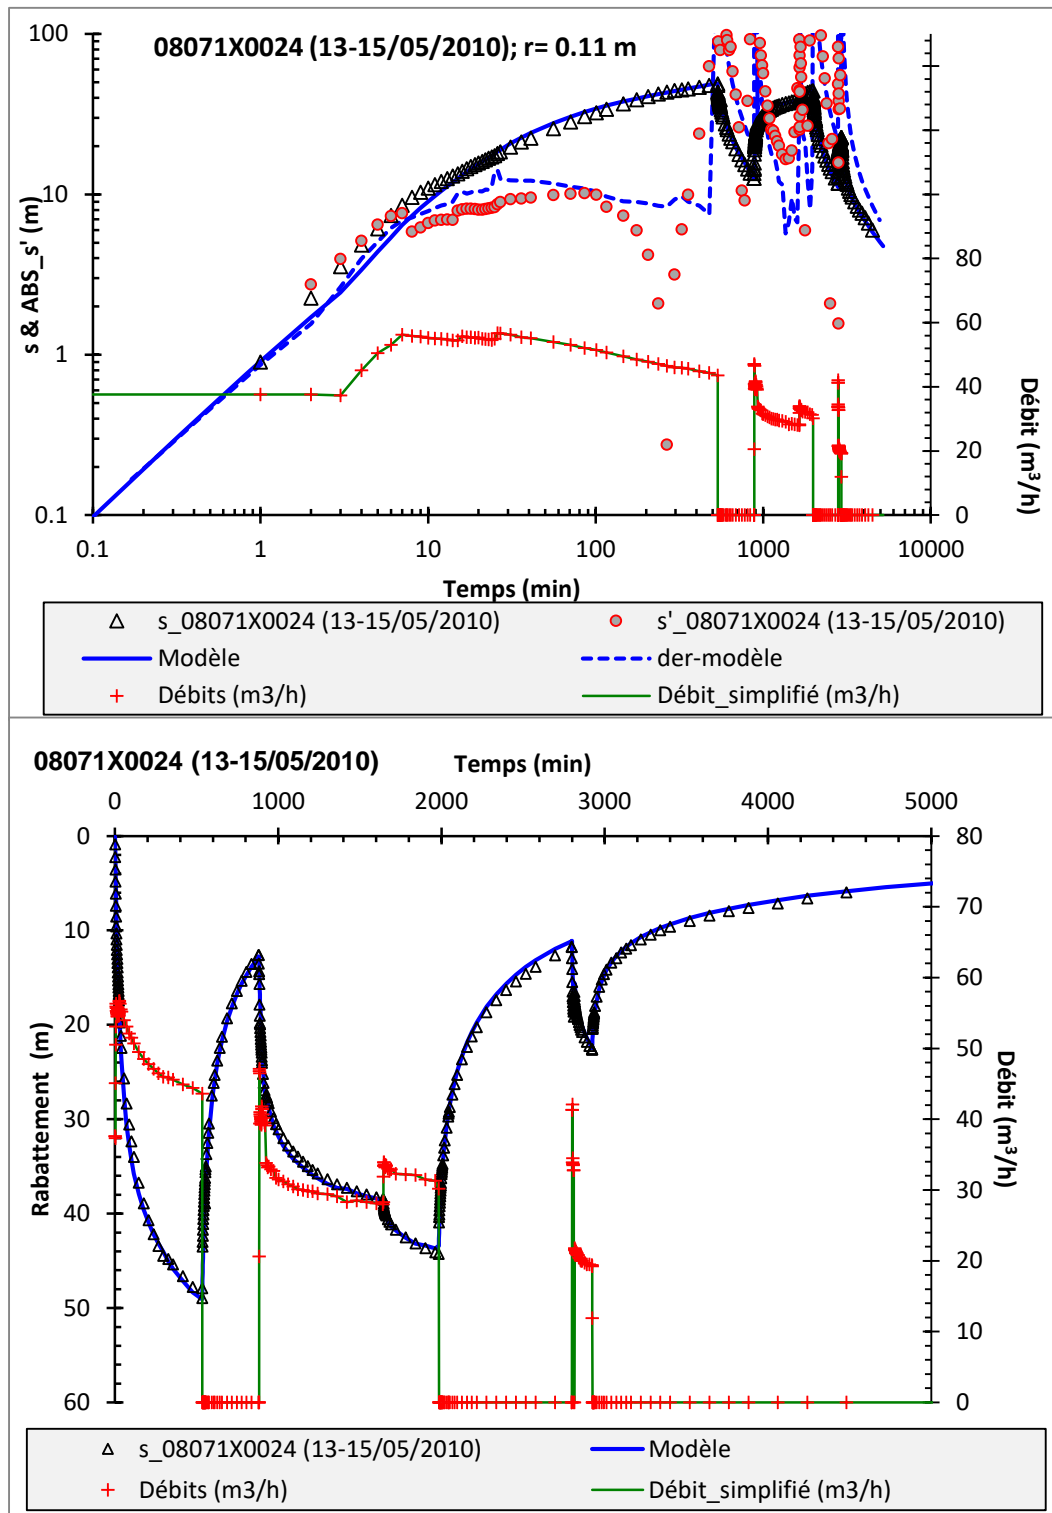 08071X0024 (13-15/05/2010); r= 0.11 m
100
10
1
0.1
s & ABS_s' (m)
80
60
40
20
0
Débit (m³/h)
0.1 1 10 100 1000 10000
Temps (min)
s_08071X0024 (13-15/05/2010) s'_08071X0024 (13-15/05/2010)
Modèle der-modèle
Débits (m3/h) Débit_simplifié (m3/h)
08071X0024 (13-15/05/2010) Temps (min)
0 1000 2000 3000 4000 5000
0
10
20
30
40
50
60
Rabattement (m)
80
70
60
50
40
30
20
10
0
Débit (m³/h)
s_08071X0024 (13-15/05/2010) Modèle
Débits (m3/h) Débit_simplifié (m3/h)